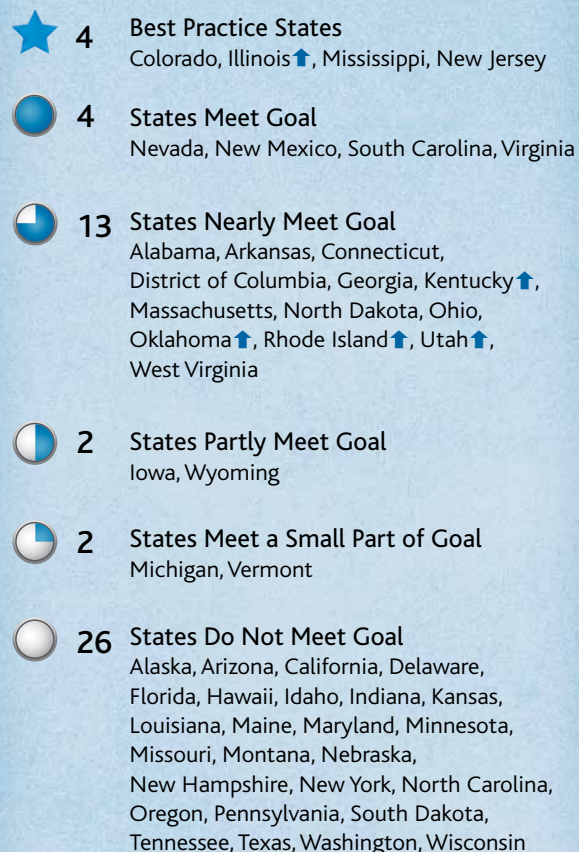 4 Best Practice States
Colorado, Illinois⬆, Mississippi, New Jersey
4 States Meet Goal
Nevada, New Mexico, South Carolina, Virginia
13 States Nearly Meet Goal
Alabama, Arkansas, Connecticut,
District of Columbia, Georgia, Kentucky⬆,
Massachusetts, North Dakota, Ohio,
Oklahoma⬆, Rhode Island⬆, Utah⬆,
West Virginia
2 States Partly Meet Goal
Iowa, Wyoming
2 States Meet a Small Part of Goal
Michigan, Vermont
26 States Do Not Meet Goal
Alaska, Arizona, California, Delaware,
Florida, Hawaii, Idaho, Indiana, Kansas,
Louisiana, Maine, Maryland, Minnesota,
Missouri, Montana, Nebraska,
New Hampshire, New York, North Carolina,
Oregon, Pennsylvania, South Dakota,
Tennessee, Texas, Washington, Wisconsin